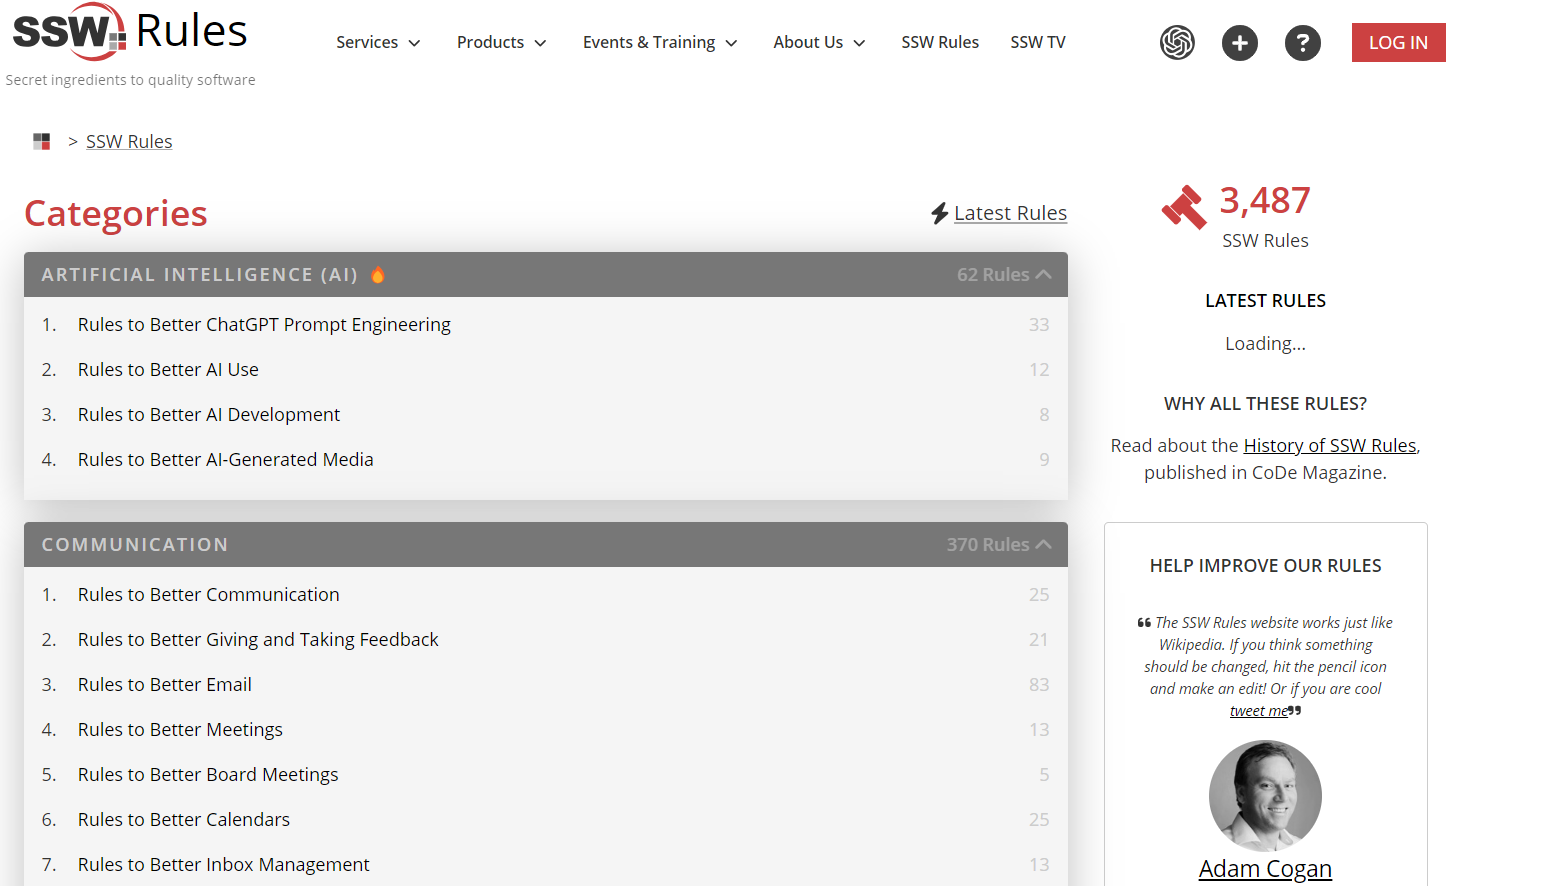 SSW Rules
Secret ingredients to quality software
Services
Products
Events & Training
About Us
SSW Rules
SSW TV
LOG IN
> SSW Rules
Categories
Latest Rules
ARTIFICIAL INTELLIGENCE (AI) 62 Rules
1. Rules to Better ChatGPT Prompt Engineering 33
2. Rules to Better AI Use 12
3. Rules to Better AI Development 8
4. Rules to Better AI-Generated Media 9
COMMUNICATION 370 Rules
1. Rules to Better Communication 25
2. Rules to Better Giving and Taking Feedback 21
3. Rules to Better Email 83
4. Rules to Better Meetings 13
5. Rules to Better Board Meetings 5
6. Rules to Better Calendars 25
7. Rules to Better Inbox Management 13
3,487
SSW Rules
LATEST RULES
Loading...
WHY ALL THESE RULES?
Read about the History of SSW Rules,
published in CoDe Magazine.
HELP IMPROVE OUR RULES
❝ The SSW Rules website works just like
Wikipedia. If you think something
should be changed, hit the pencil icon
and make an edit! Or if you are cool
tweet me❞
Adam Cogan